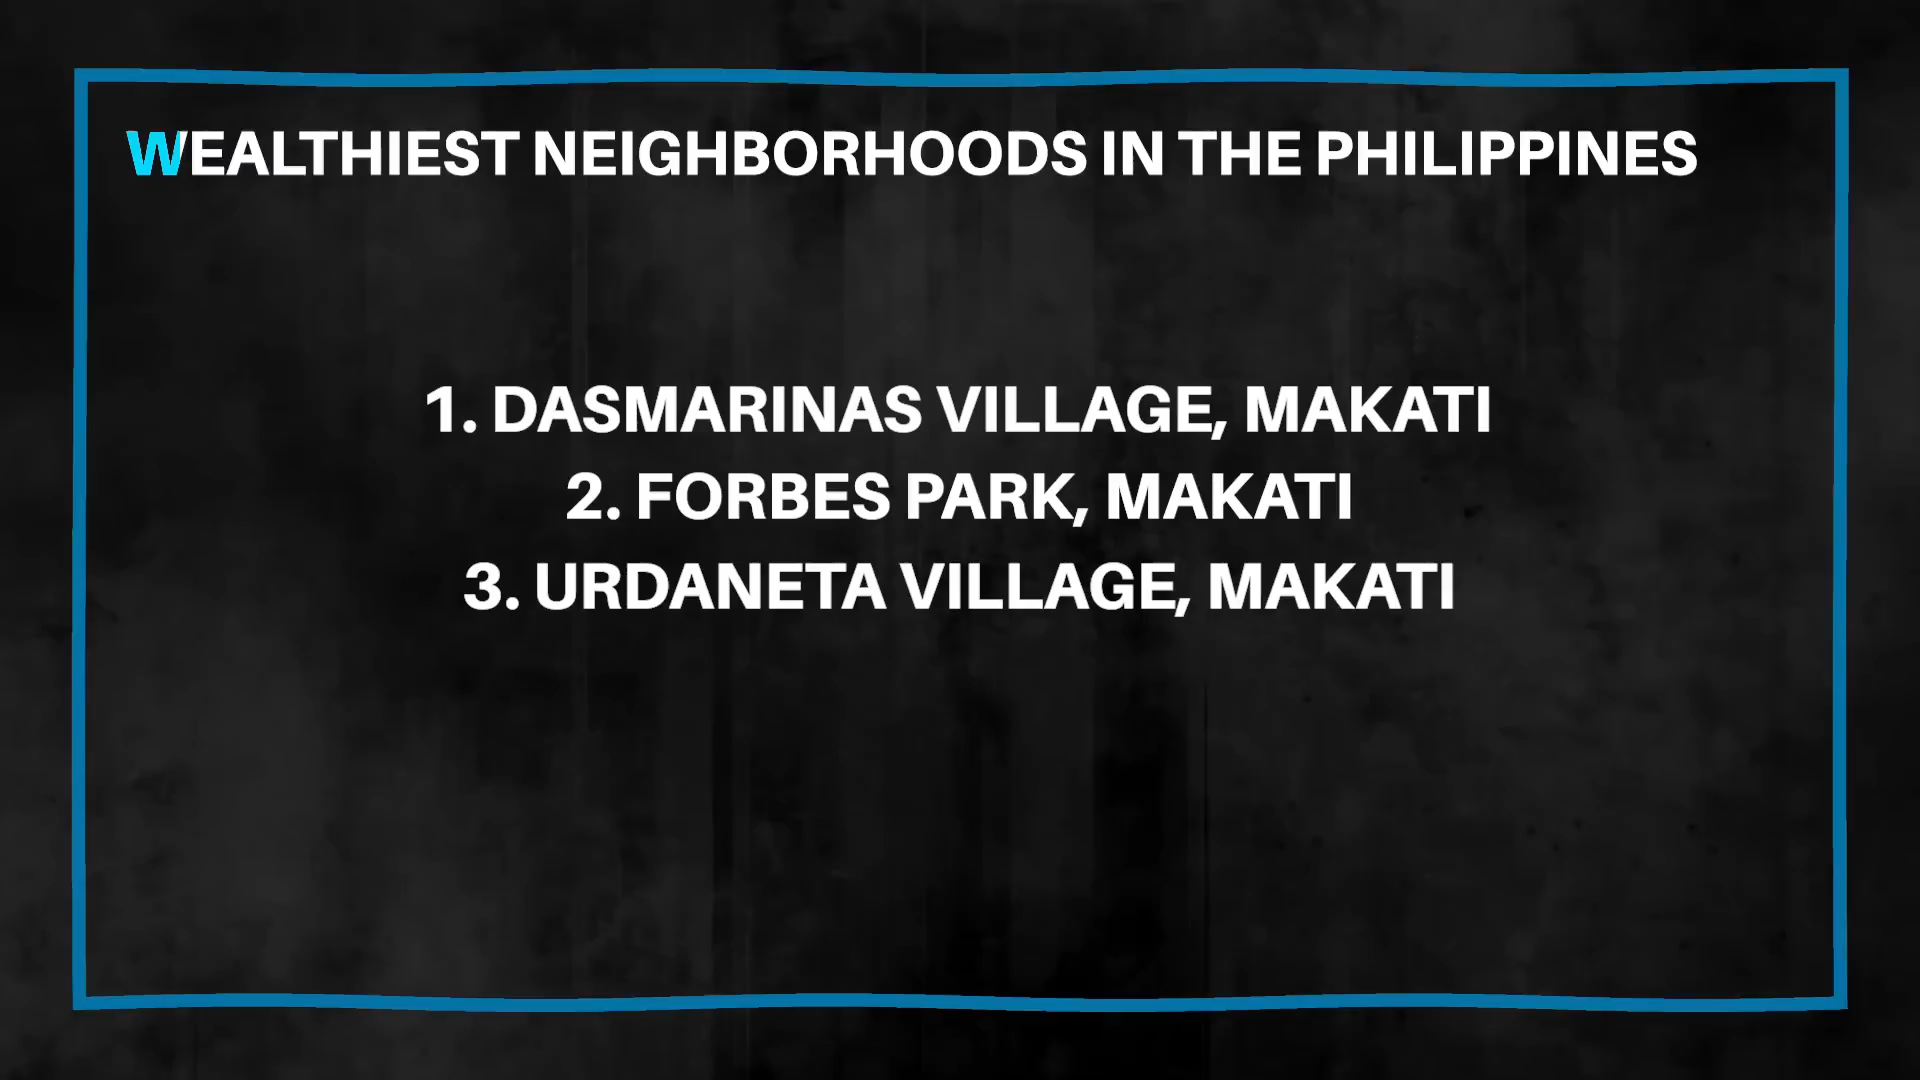 WEALTHIEST NEIGHBORHOODS IN THE PHILIPPINES
1. DASMARINAS VILLAGE, MAKATI
2. FORBES PARK, MAKATI
3. URDANETA VILLAGE, MAKATI